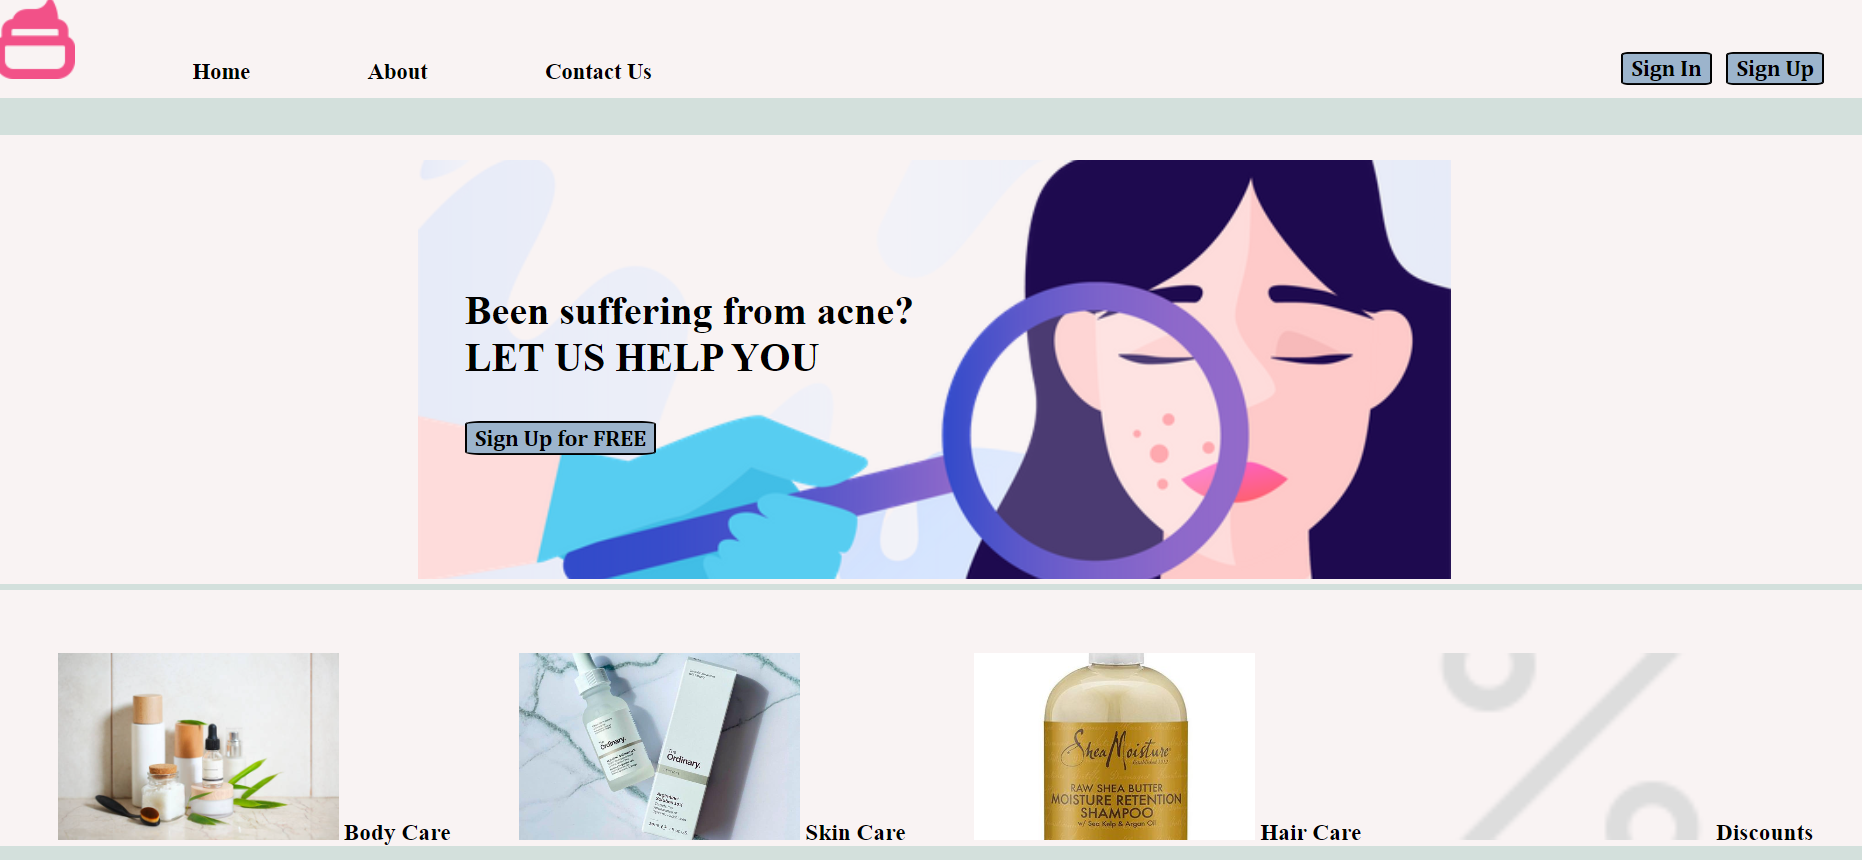 Home
About
Contact Us
Sign In
Sign Up
Been suffering from acne?
LET US HELP YOU
Sign Up for FREE
The
Ordinary.
The
Ordinary.
SheaMoisture
RAW SHEA BUTTER
MOISTURE RETENTION
SHAMPOO
w/ Sea Kelp & Argan Oil
Body Care
Skin Care
Hair Care
Discounts